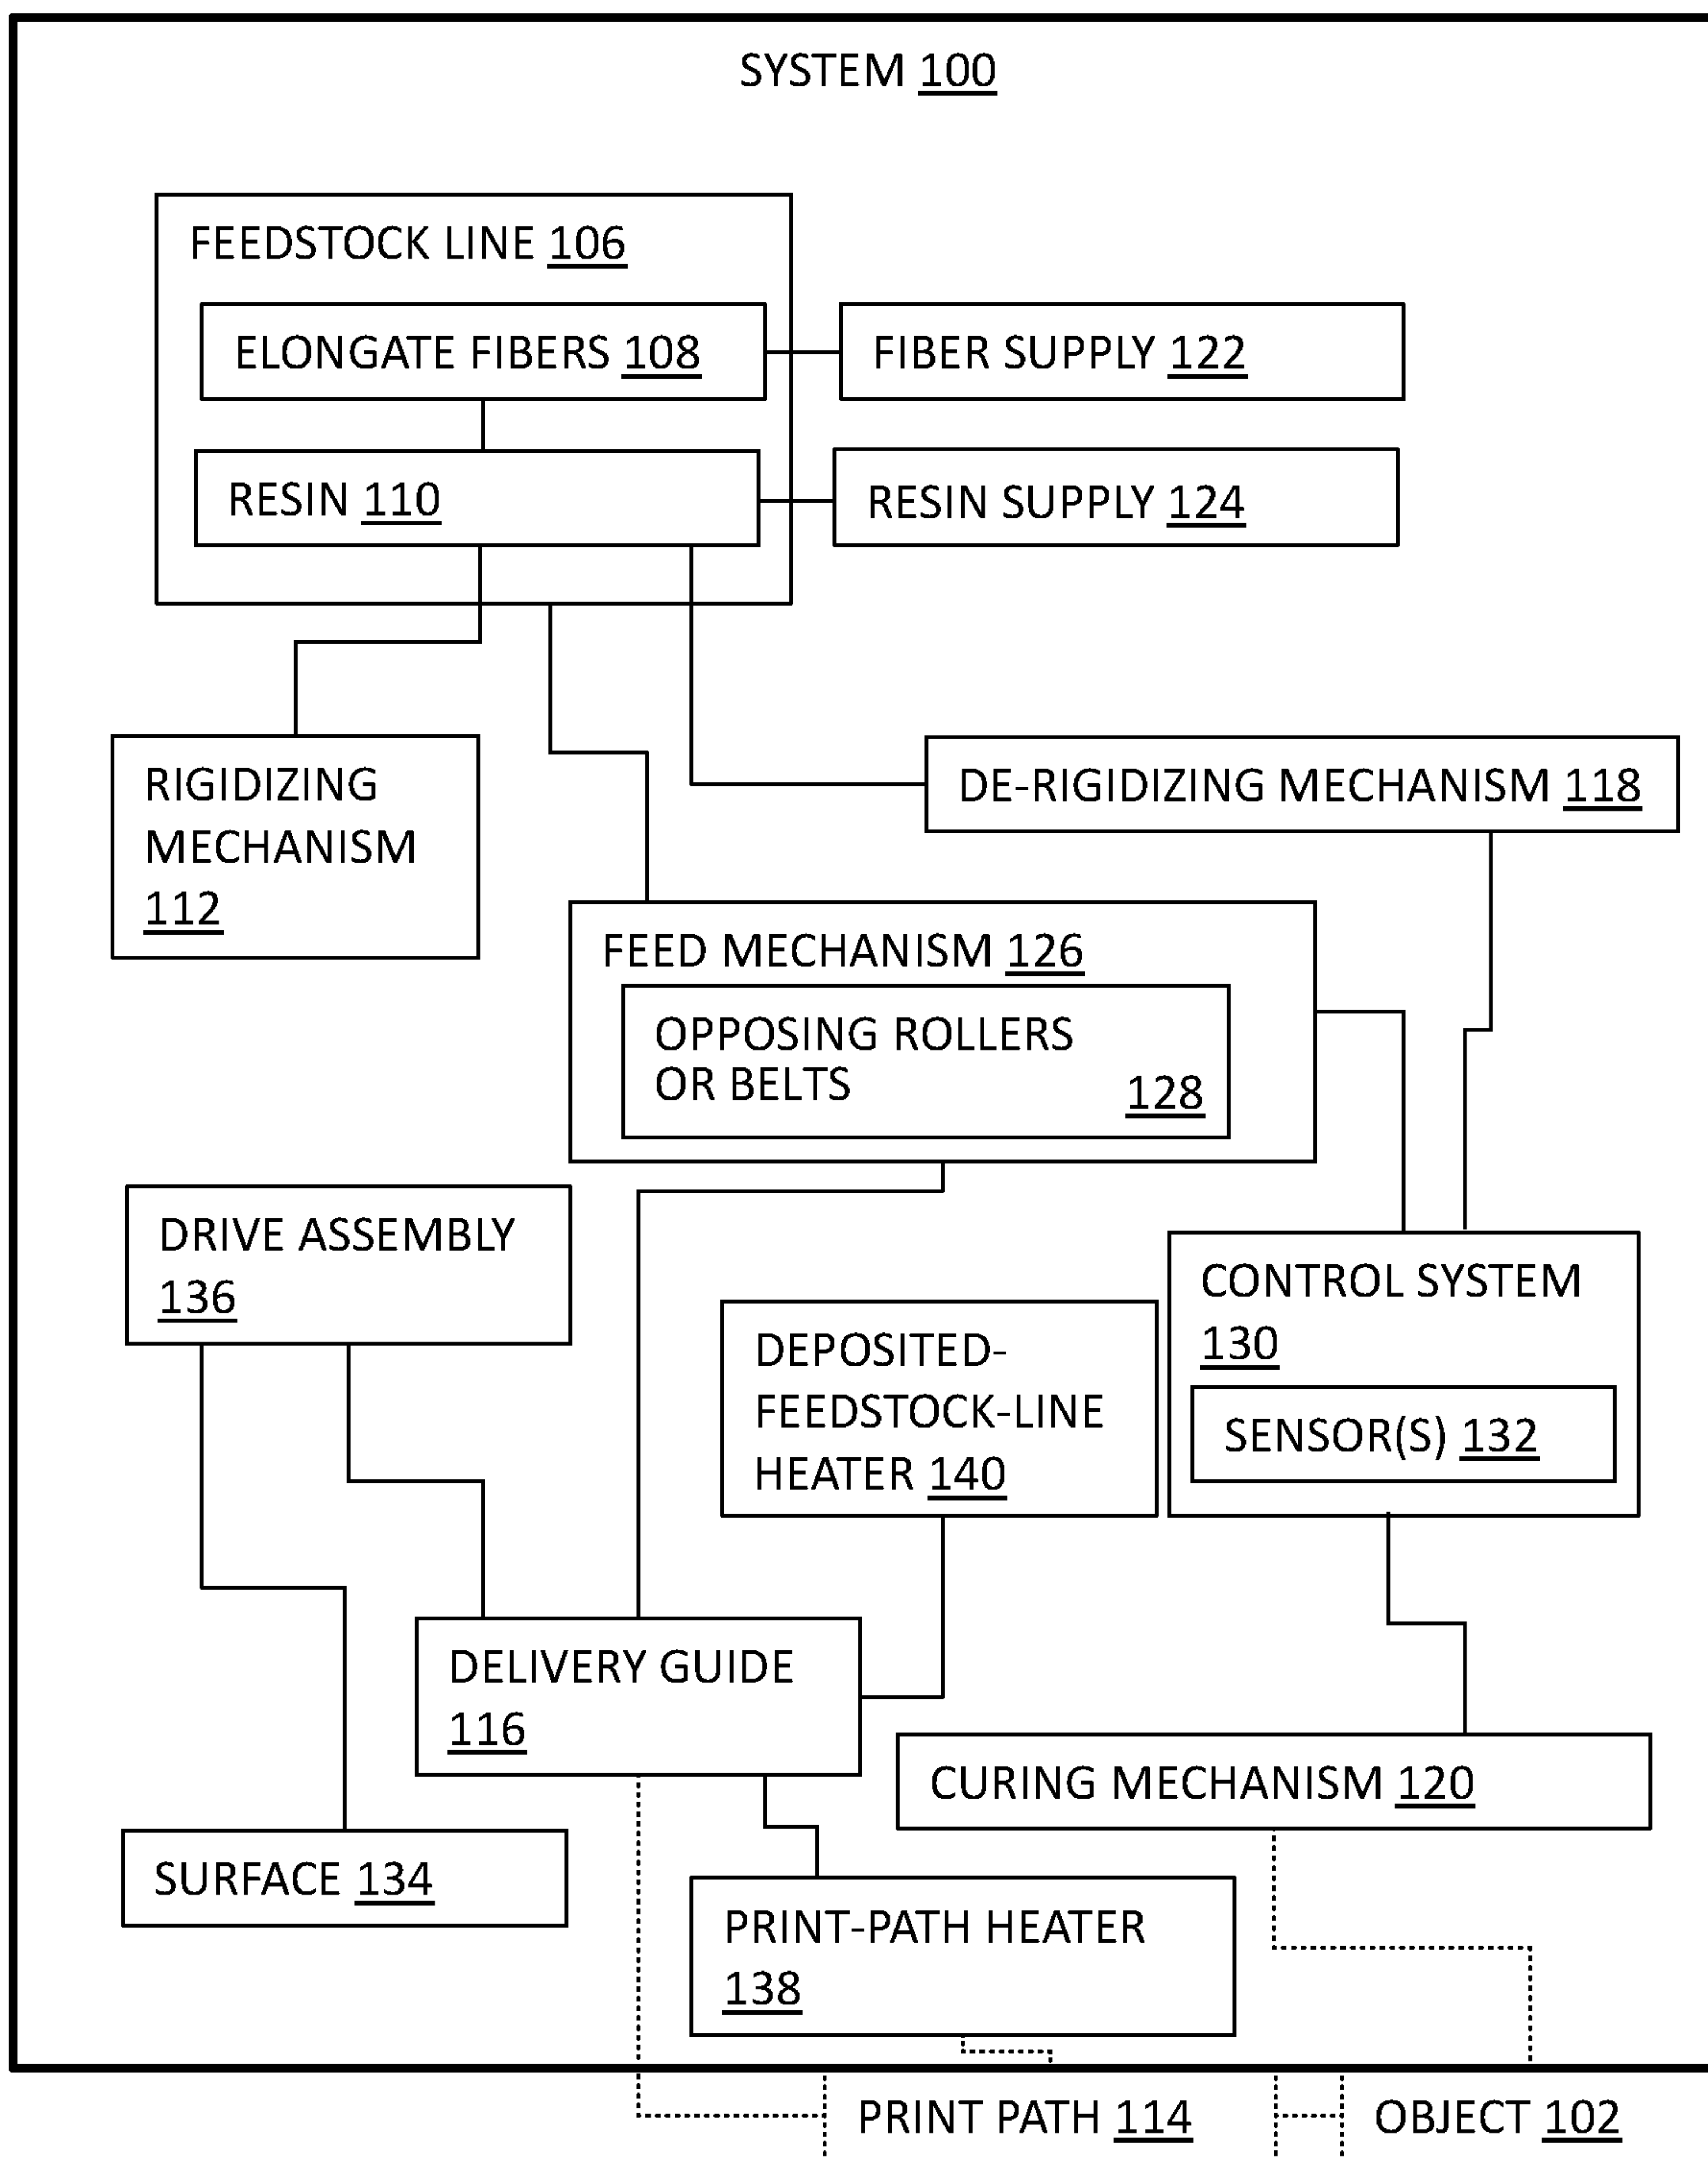 SYSTEM 100
FEEDSTOCK LINE 106
ELONGATE FIBERS 108
FIBER SUPPLY 122
RESIN 110
RESIN SUPPLY 124
RIGIDIZING
MECHANISM
112
DE-RIGIDIZING MECHANISM 118
FEED MECHANISM 126
OPPOSING ROLLERS
OR BELTS 128
DRIVE ASSEMBLY
136
CONTROL SYSTEM
130
SENSOR(S) 132
DEPOSITED-
FEEDSTOCK-LINE
HEATER 140
DELIVERY GUIDE
116
CURING MECHANISM 120
SURFACE 134
PRINT-PATH HEATER
138
PRINT PATH 114
OBJECT 102